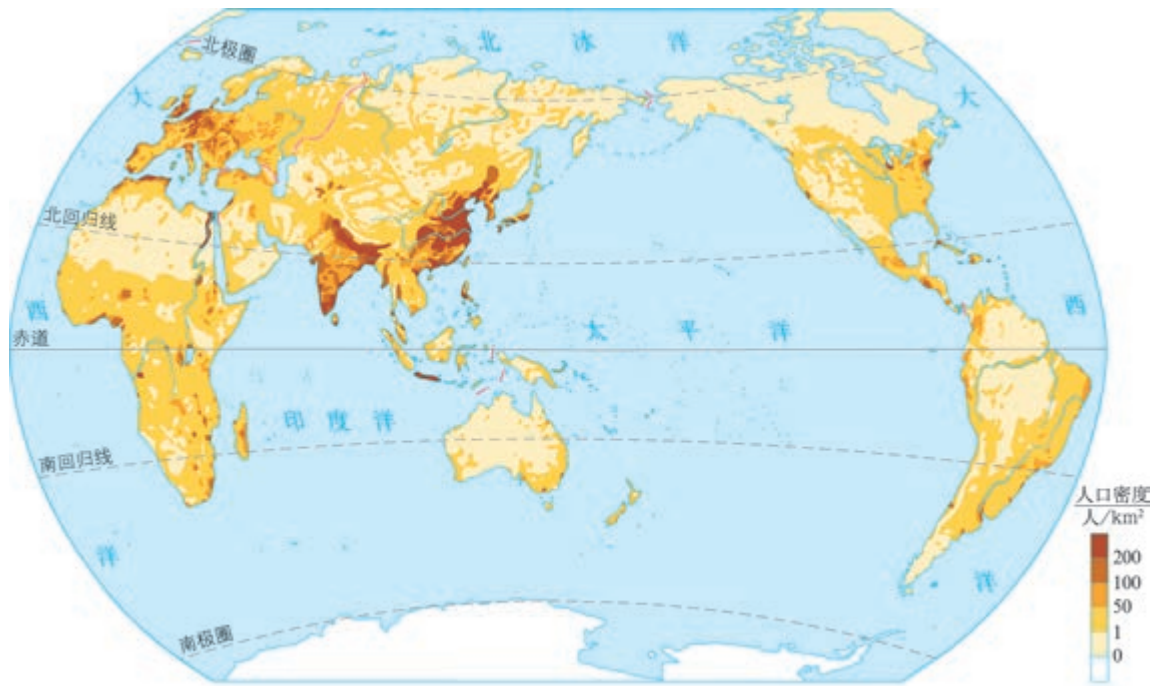 北极圈
北冰洋
大
大
北回归线
西
太平洋
西
赤道
印度洋
南回归线
人口密度
人/km²
200
100
50
1
0
洋
洋
南极圈